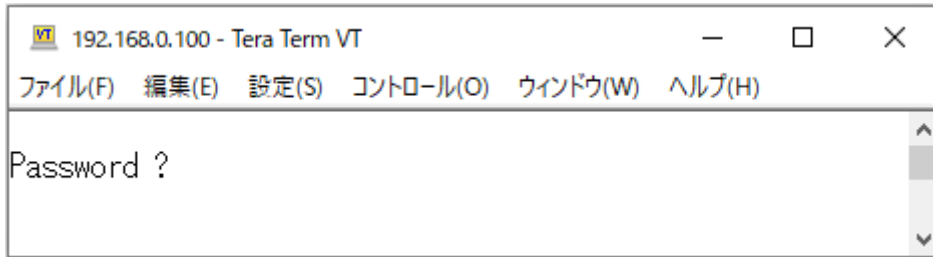 VT 192.168.0.100 - Tera Term VT
ファイル(F) 編集(E) 設定(S) コントロール(O) ウィンドウ(W) ヘルプ(H)
Password ?